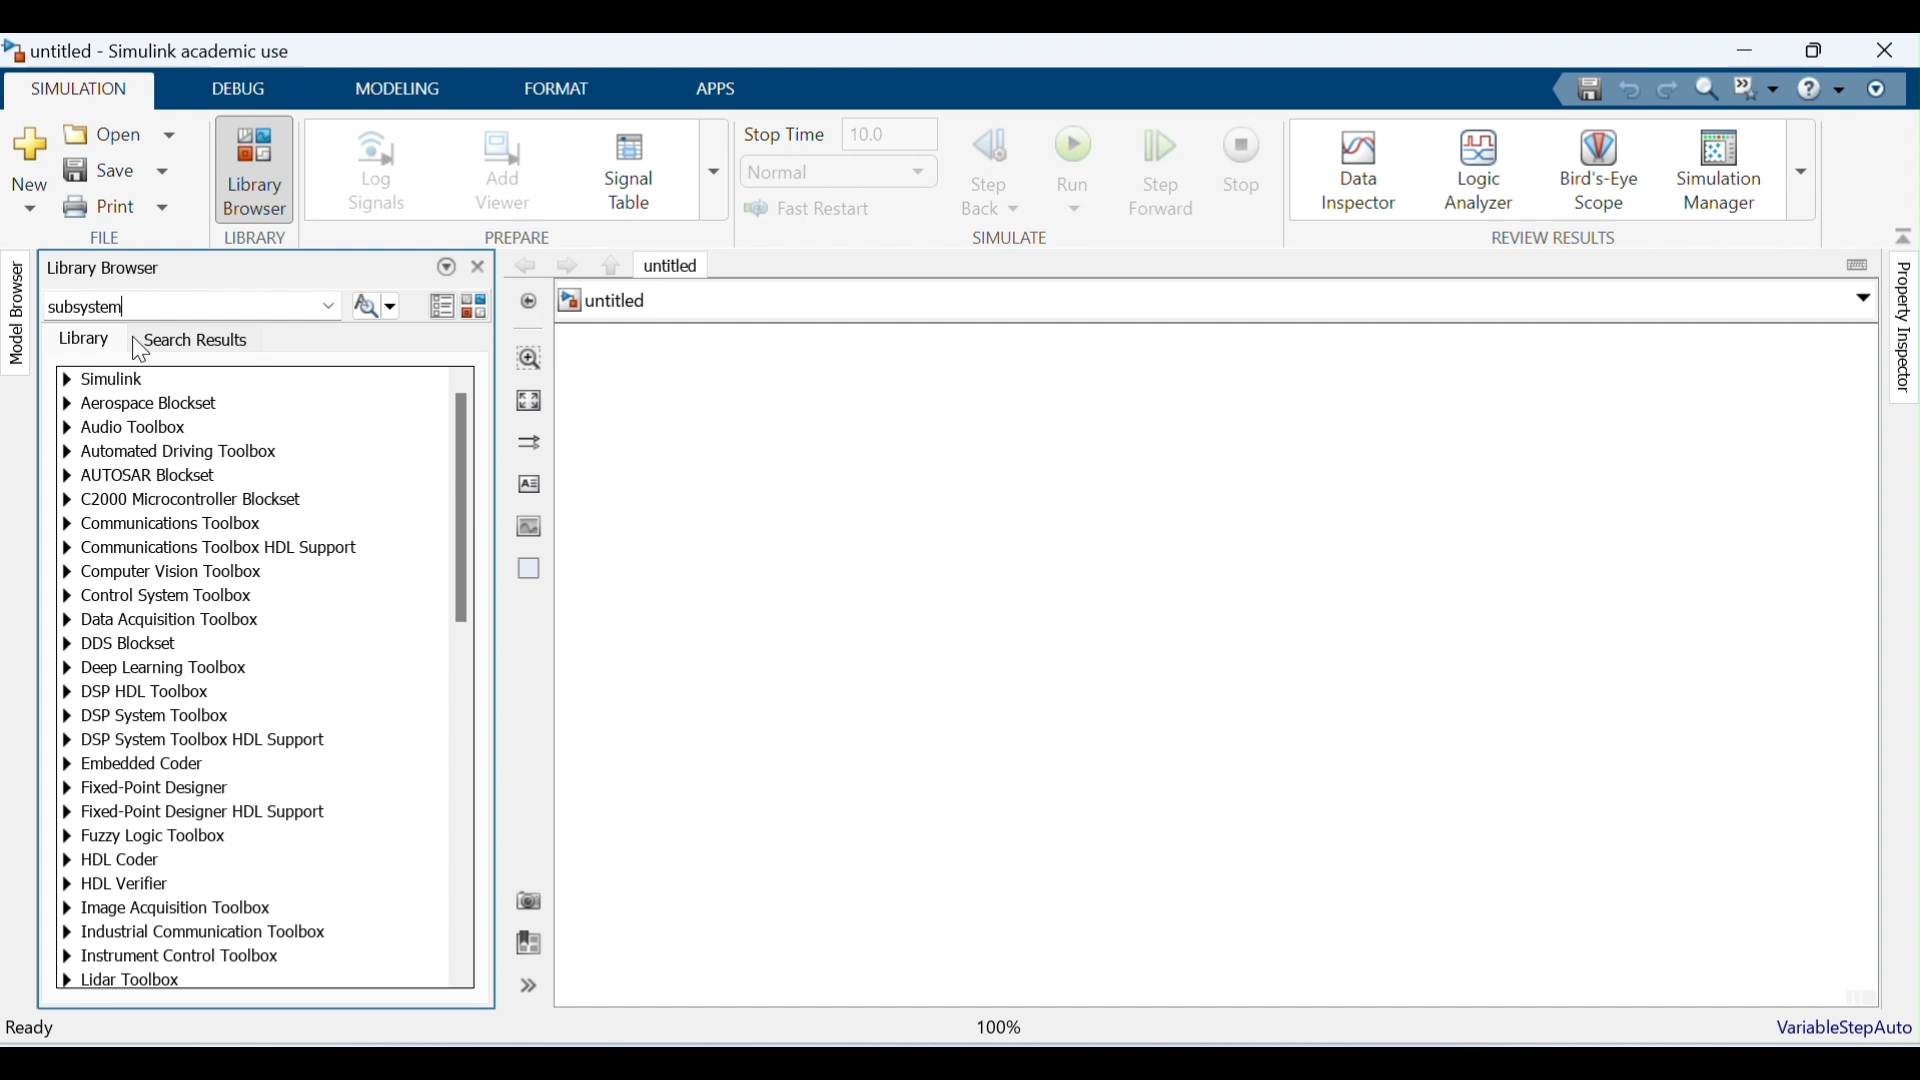 untitled - Simulink academic use
SIMULATION DEBUG MODELING FORMAT APPS
New
Open
Save
Print
FILE
Library Browser
LIBRARY
Log Signals
Add Viewer
Signal Table
PREPARE
Stop Time 10.0
Normal
Fast Restart
Step Back
Run
Step Forward
Stop
SIMULATE
Data Inspector
Logic Analyzer
Bird's-Eye Scope
Simulation Manager
REVIEW RESULTS
Model Browser
Library Browser
subsystem
Library Search Results
Simulink
Aerospace Blockset
Audio Toolbox
Automated Driving Toolbox
AUTOSAR Blockset
C2000 Microcontroller Blockset
Communications Toolbox
Communications Toolbox HDL Support
Computer Vision Toolbox
Control System Toolbox
Data Acquisition Toolbox
DDS Blockset
Deep Learning Toolbox
DSP HDL Toolbox
DSP System Toolbox
DSP System Toolbox HDL Support
Embedded Coder
Fixed-Point Designer
Fixed-Point Designer HDL Support
Fuzzy Logic Toolbox
HDL Coder
HDL Verifier
Image Acquisition Toolbox
Industrial Communication Toolbox
Instrument Control Toolbox
Lidar Toolbox
untitled
untitled
Property Inspector
Ready 100% VariableStepAuto